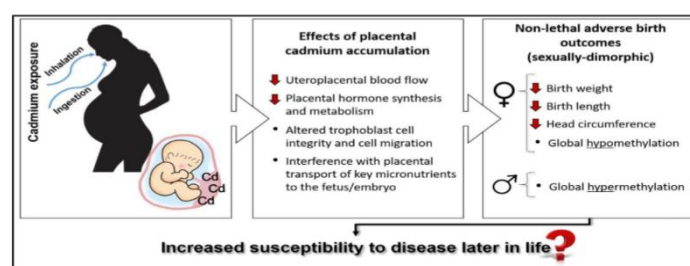 Cadmium exposure
Inhalation
Ingestion
Cd
Cd
Cd
Effects of placental
cadmium accumulation
Uteroplacental blood flow
Placental hormone synthesis
and metabolism
• Altered trophoblast cell
integrity and cell migration
• Interference with placental
transport of key micronutrients
to the fetus/embryo
Non-lethal adverse birth
outcomes
(sexually-dimorphic)
♀
Birth weight
Birth length
Head circumference
• Global hypomethylation
♂
• Global hypermethylation
Increased susceptibility to disease later in life?